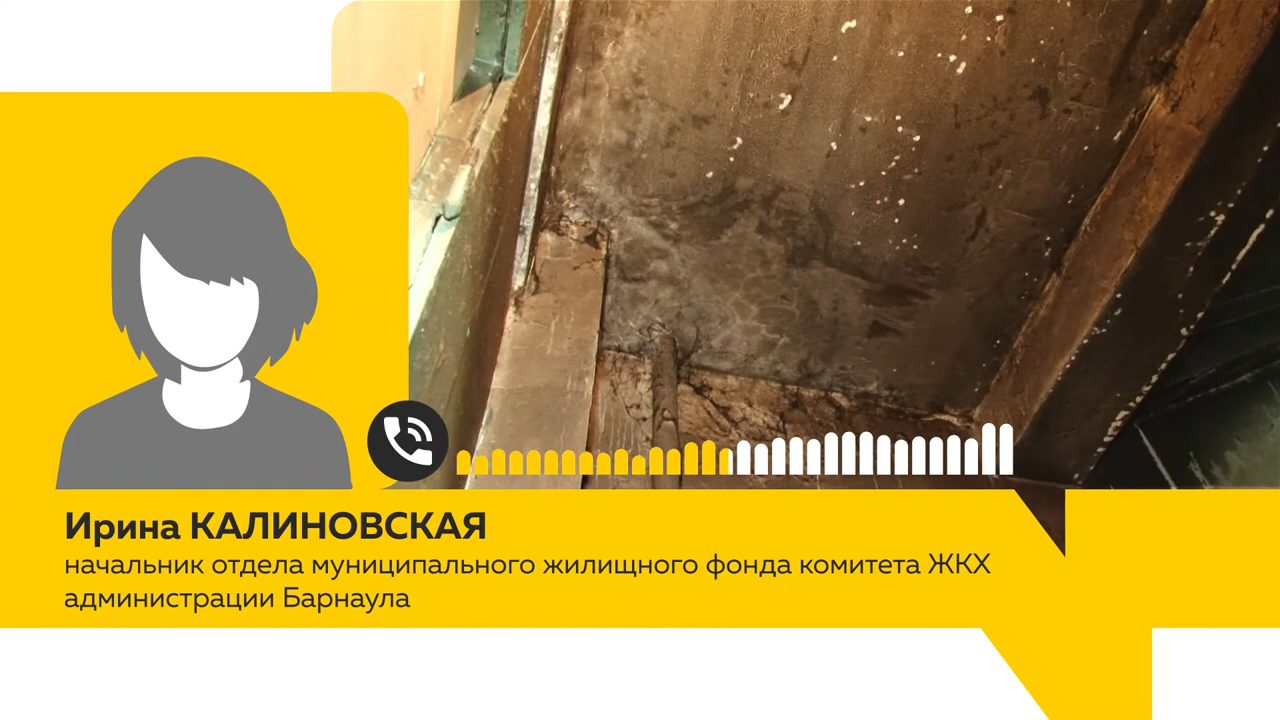 Ирина КАЛИНОВСКАЯ
начальник отдела муниципального жилищного фонда комитета ЖКХ
администрации Барнаула